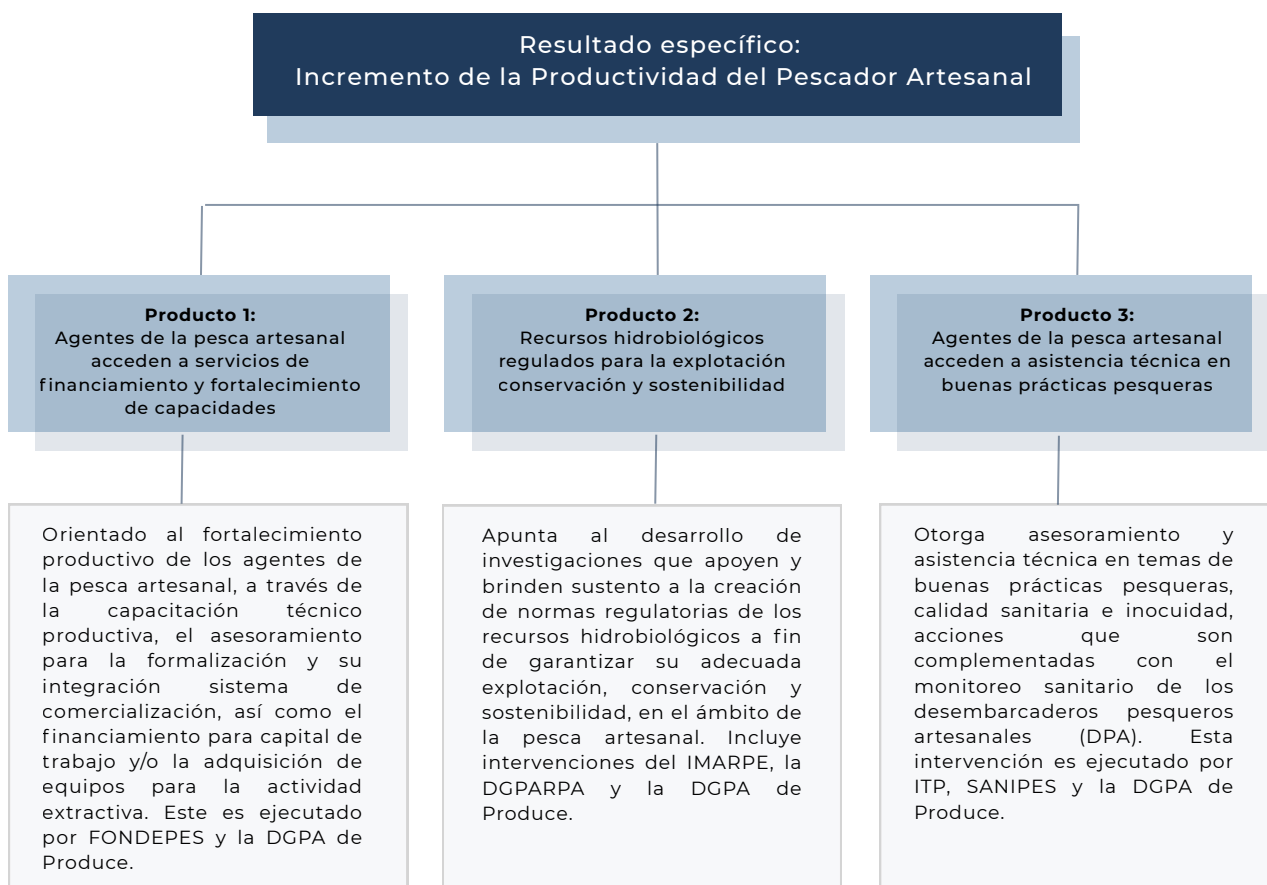 Resultado específico:
Incremento de la Productividad del Pescador Artesanal
Producto 1:
Agentes de la pesca artesanal
acceden a servicios de
financiamiento y fortalecimiento
de capacidades
Producto 2:
Recursos hidrobiológicos
regulados para la explotación
conservación y sostenibilidad
Producto 3:
Agentes de la pesca artesanal
acceden a asistencia técnica en
buenas prácticas pesqueras
Orientado al fortalecimiento
productivo de los agentes de
la pesca artesanal, a través de
la capacitación técnico
productiva, el asesoramiento
para la formalización y su
integración sistema de
comercialización, así como el
financiamiento para capital de
trabajo y/o la adquisición de
equipos para la actividad
extractiva. Este es ejecutado
por FONDEPES y la DGPA de
Produce.
Apunta al desarrollo de
investigaciones que apoyen y
brinden sustento a la creación
de normas regulatorias de los
recursos hidrobiológicos a fin
de garantizar su adecuada
explotación, conservación y
sostenibilidad, en el ámbito de
la pesca artesanal. Incluye
intervenciones del IMARPE, la
DGPARPA y la DGPA de
Produce.
Otorga asesoramiento y
asistencia técnica en temas de
buenas prácticas pesqueras,
calidad sanitaria e inocuidad,
acciones que son
complementadas con el
monitoreo sanitario de los
desembarcaderos pesqueros
artesanales (DPA). Esta
intervención es ejecutado por
ITP, SANIPES y la DGPA de
Produce.